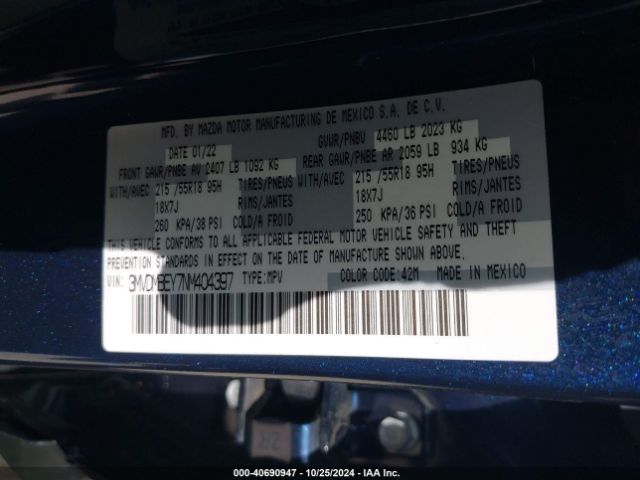 MFD. BY MAZDA MOTOR MANUFACTURING DE MEXICO S.A. DE C.V.
DATE 01/22 GVWR/PNBV 4460 LB 2023 KG
FRONT GAWR/PNBE AV 2407 LB 1092 KG REAR GAWR/PNBE AR 2059 LB 934 KG
WITH/AVEC 215 /55R18 95H TIRES/PNEUS WITH/AVEC 215 /55R18 95H TIRES/PNEUS
18X7J RIMS/JANTES 18X7J RIMS/JANTES
260 KPA/38 PSI COLD/A FROID 250 KPA/36 PSI COLD/A FROID
THIS VEHICLE CONFORMS TO ALL APPLICABLE FEDERAL MOTOR VEHICLE SAFETY AND THEFT
PREVENTION STANDARDS IN EFFECT ON THE DATE OF MANUFACTURE SHOWN ABOVE.
VIN: 3MVDMBEY7NM404397 TYPE:MPV COLOR CODE:42M MADE IN MEXICO
000-40690947 • 10/25/2024 • IAA Inc.